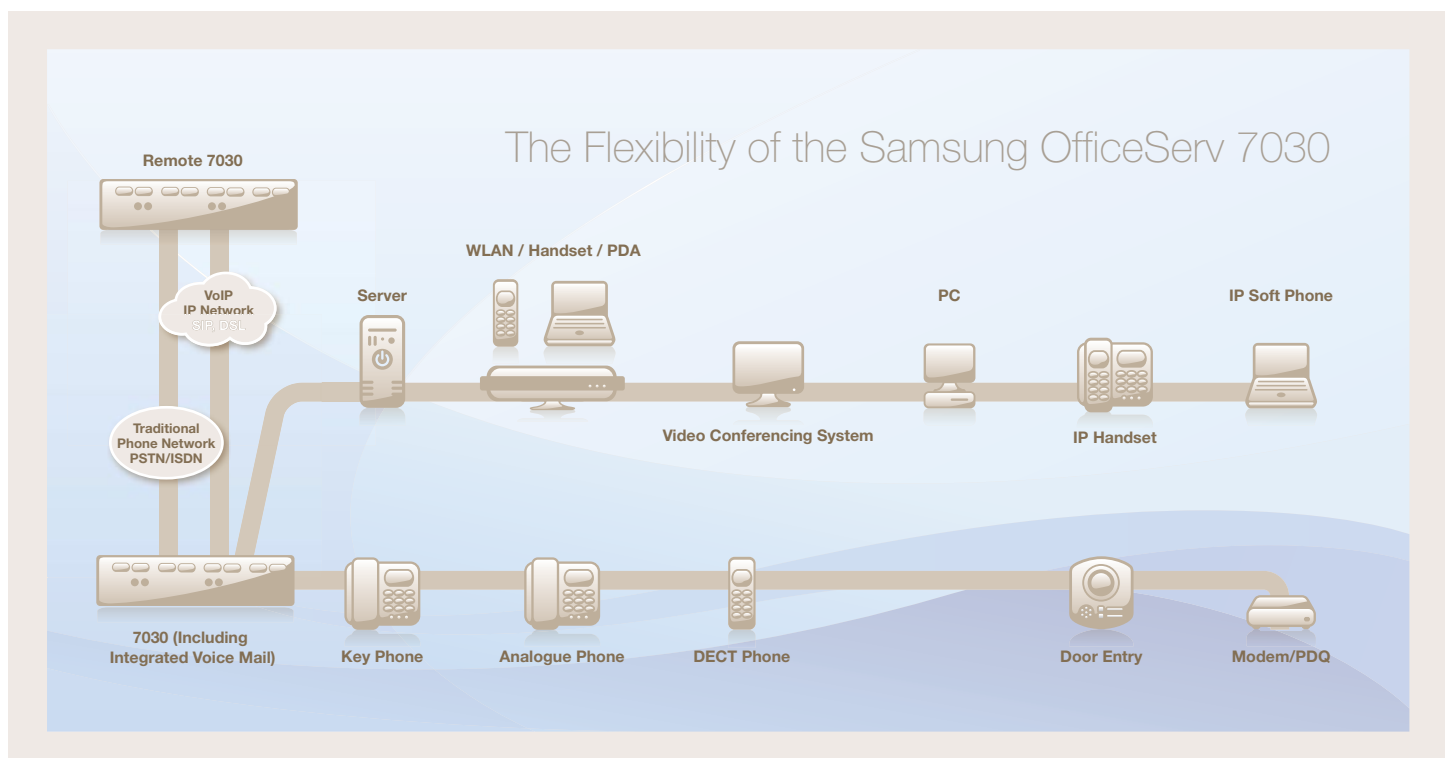 The Flexibility of the Samsung OfficeServ 7030
Remote 7030
WLAN / Handset / PDA
VoIP
IP Network
SIP, DSL
Server
PC
IP Soft Phone
Traditional
Phone Network
PSTN/ISDN
Video Conferencing System
IP Handset
7030 (Including
Integrated Voice Mail)
Key Phone
Analogue Phone
DECT Phone
Door Entry
Modem/PDQ